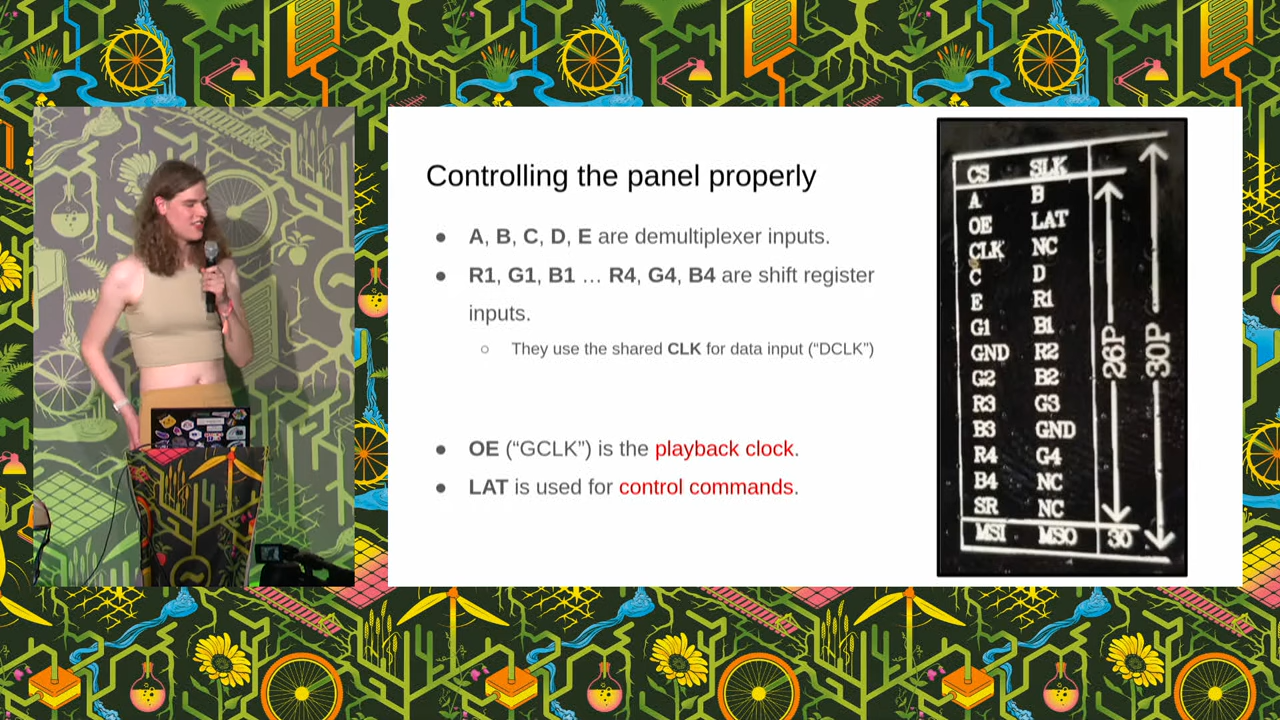 Controlling the panel properly
● A, B, C, D, E are demultiplexer inputs.
● R1, G1, B1 … R4, G4, B4 are shift register
inputs.
○ They use the shared CLK for data input (“DCLK”)
● OE (“GCLK”) is the playback clock.
● LAT is used for control commands.
CS SLK
A B
OE LAT
CLK NC
C D
E R1
G1 B1
GND R2
G2 B2
R3 G3
B3 GND
R4 G4
B4 NC
SR NC
MSI MSO 30
26P
30P